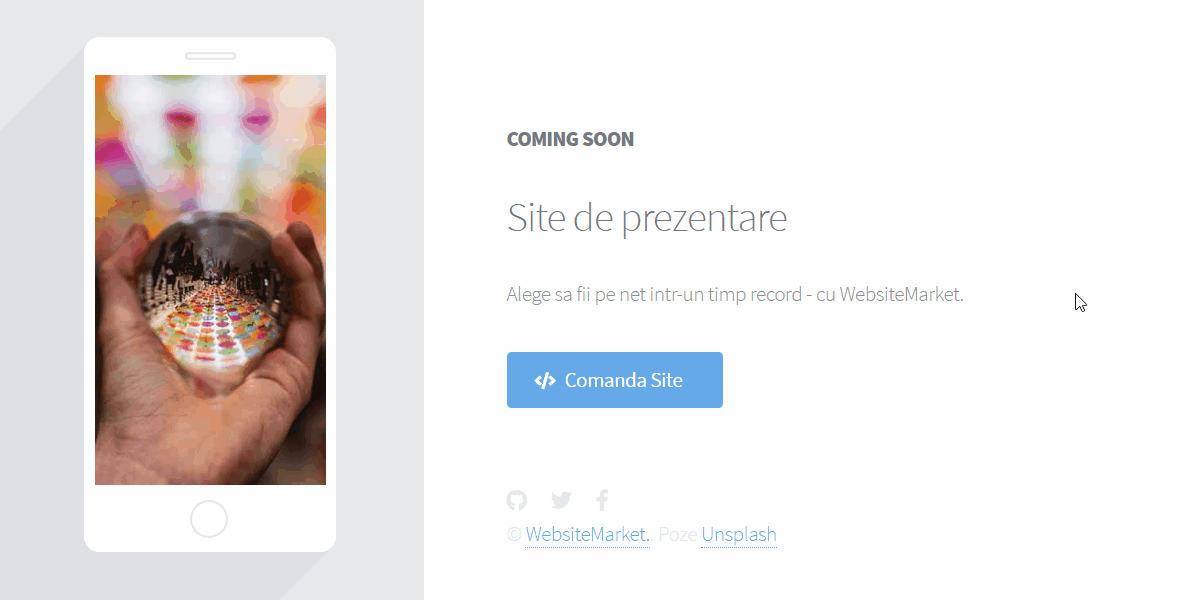 COMING SOON
Site de prezentare
Alege sa fii pe net intr-un timp record - cu WebsiteMarket.
Comanda Site
© WebsiteMarket.. Poze Unsplash